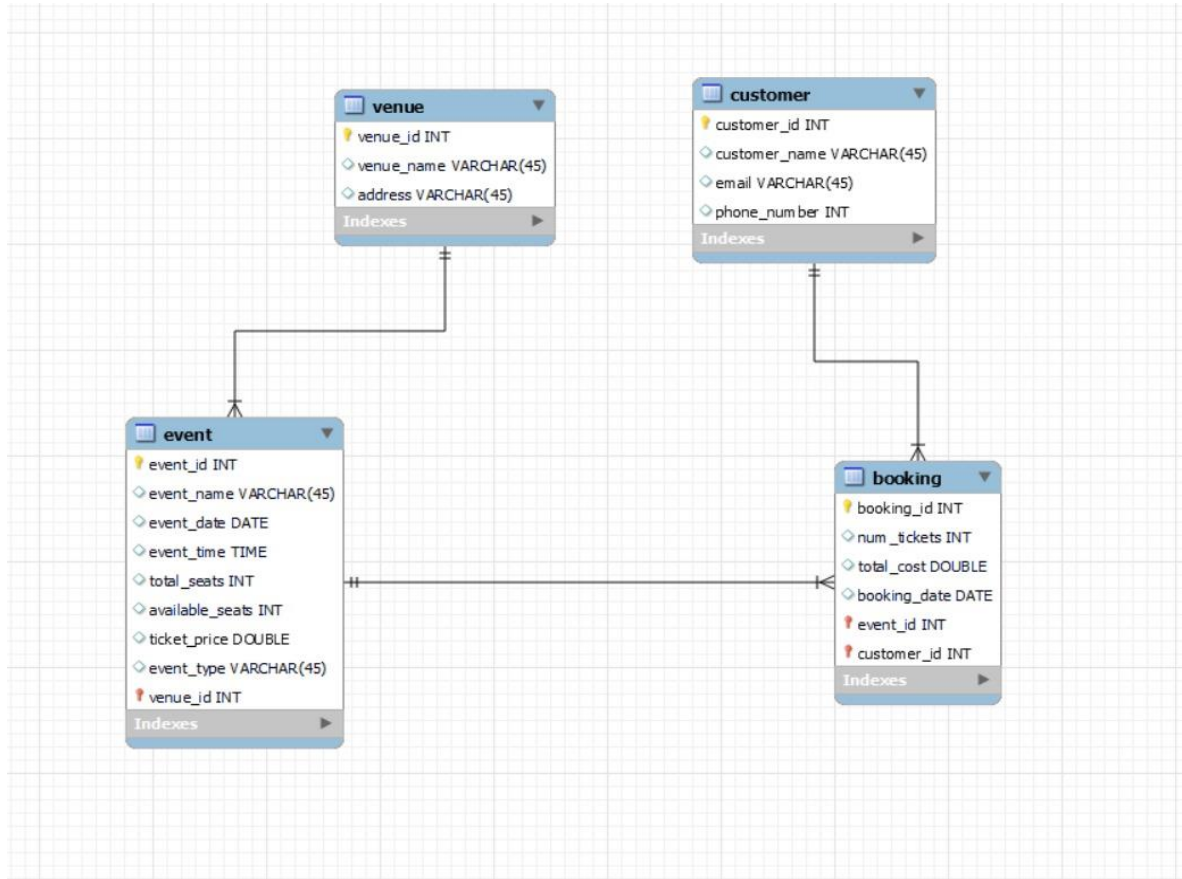 venue
venue_id INT
venue_name VARCHAR(45)
address VARCHAR(45)
Indexes
customer
customer_id INT
customer_name VARCHAR(45)
email VARCHAR(45)
phone_number INT
Indexes
event
event_id INT
event_name VARCHAR(45)
event_date DATE
event_time TIME
total_seats INT
available_seats INT
ticket_price DOUBLE
event_type VARCHAR(45)
venue_id INT
Indexes
booking
booking_id INT
num_tickets INT
total_cost DOUBLE
booking_date DATE
event_id INT
customer_id INT
Indexes